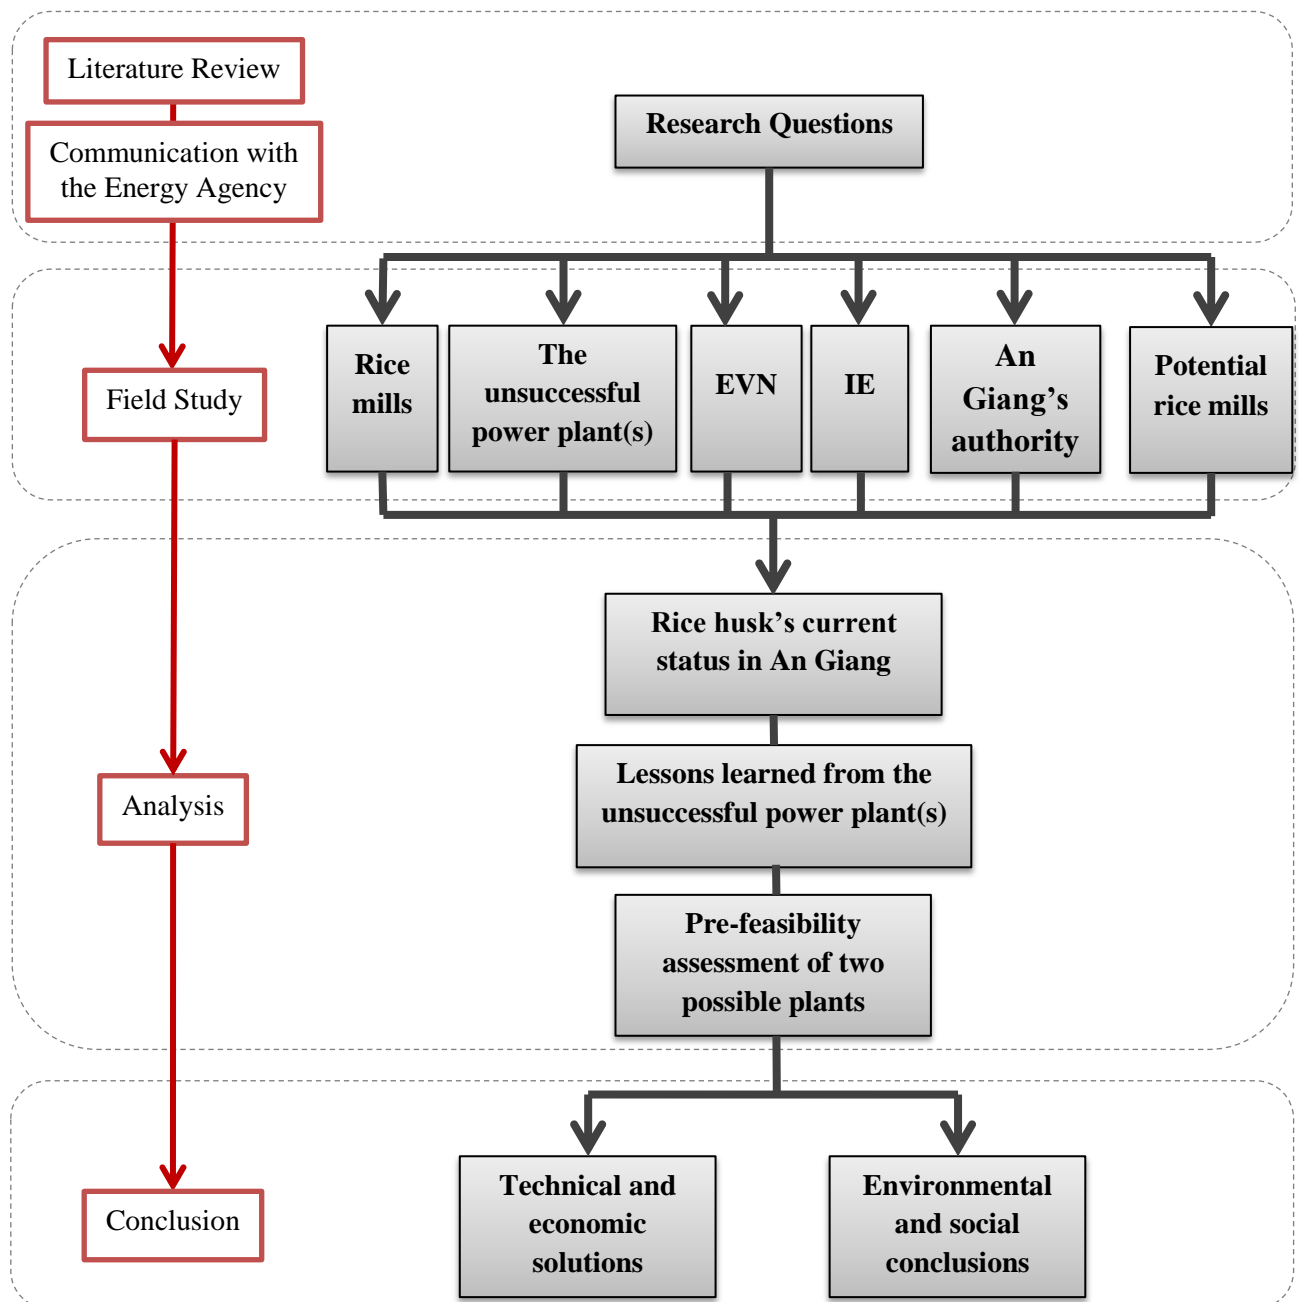 Literature Review
Communication with
the Energy Agency
Research Questions
Field Study
Rice
mills
The
unsuccessful
power plant(s)
EVN
IE
An
Giang’s
authority
Potential
rice mills
Analysis
Rice husk’s current
status in An Giang
Lessons learned from the
unsuccessful power plant(s)
Pre-feasibility
assessment of two
possible plants
Conclusion
Technical and
economic
solutions
Environmental
and social
conclusions